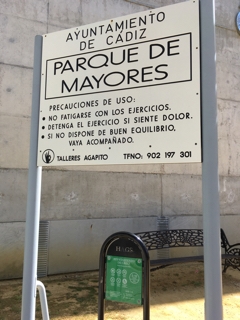 AYUNTAMIENTO
DE CÁDIZ
PARQUE DE
MAYORES
PRECAUCIONES DE USO:
• NO FATIGARSE CON LOS EJERCICIOS.
• DETENGA EL EJERCICIO SI SIENTE DOLOR.
• SI NO DISPONE DE BUEN EQUILIBRIO,
VAYA ACOMPAÑADO.
TALLERES AGAPITO TFNO: 902 197 301